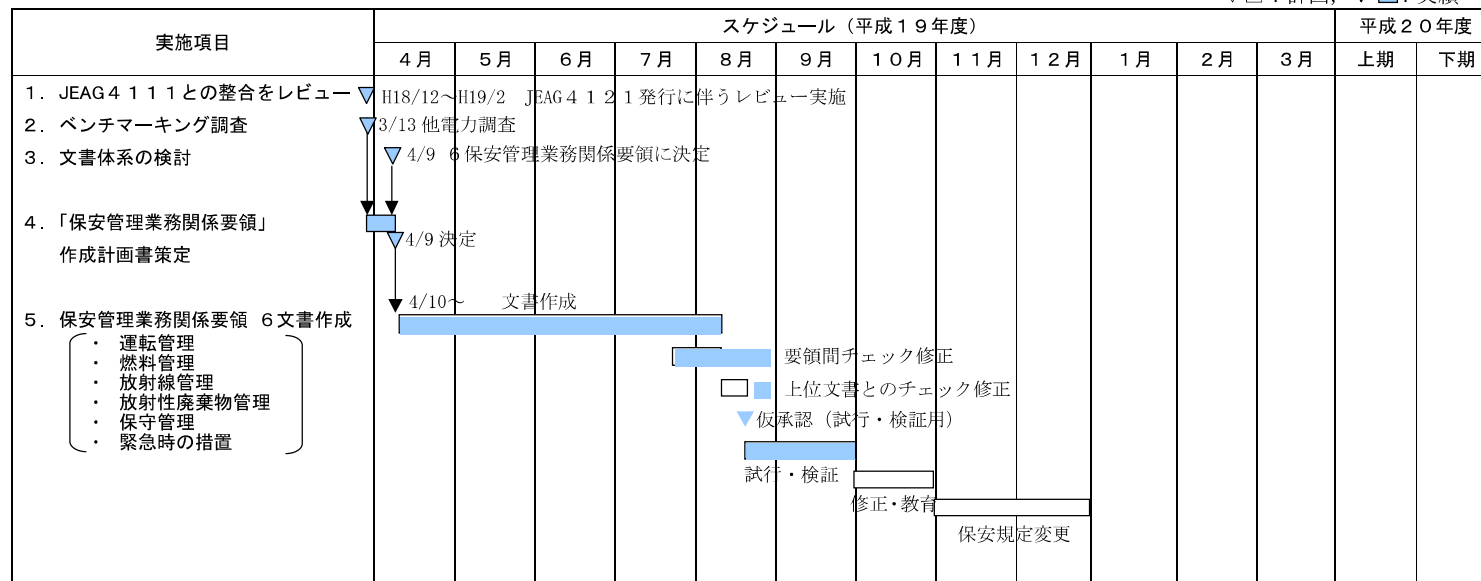 実施項目
スケジュール(平成19年度)
平成20年度
4月 5月 6月 7月 8月 9月 10月 11月 12月 1月 2月 3月 上期 下期
1.JEAG4111との整合をレビュー
H18/12~H19/2 JEAG4121発行に伴うレビュー実施
2.ベンチマーキング調査
3/13 他電力調査
3.文書体系の検討
4/9 6保安管理業務関係要領に決定
4.「保安管理業務関係要領」
作成計画書策定
4/9 決定
4/10~ 文書作成
5.保安管理業務関係要領 6文書作成
・ 運転管理
・ 燃料管理
・ 放射線管理
・ 放射性廃棄物管理
・ 保守管理
・ 緊急時の措置
要領間チェック修正
上位文書とのチェック修正
仮承認(試行・検証用)
試行・検証
修正・教育
保安規定変更